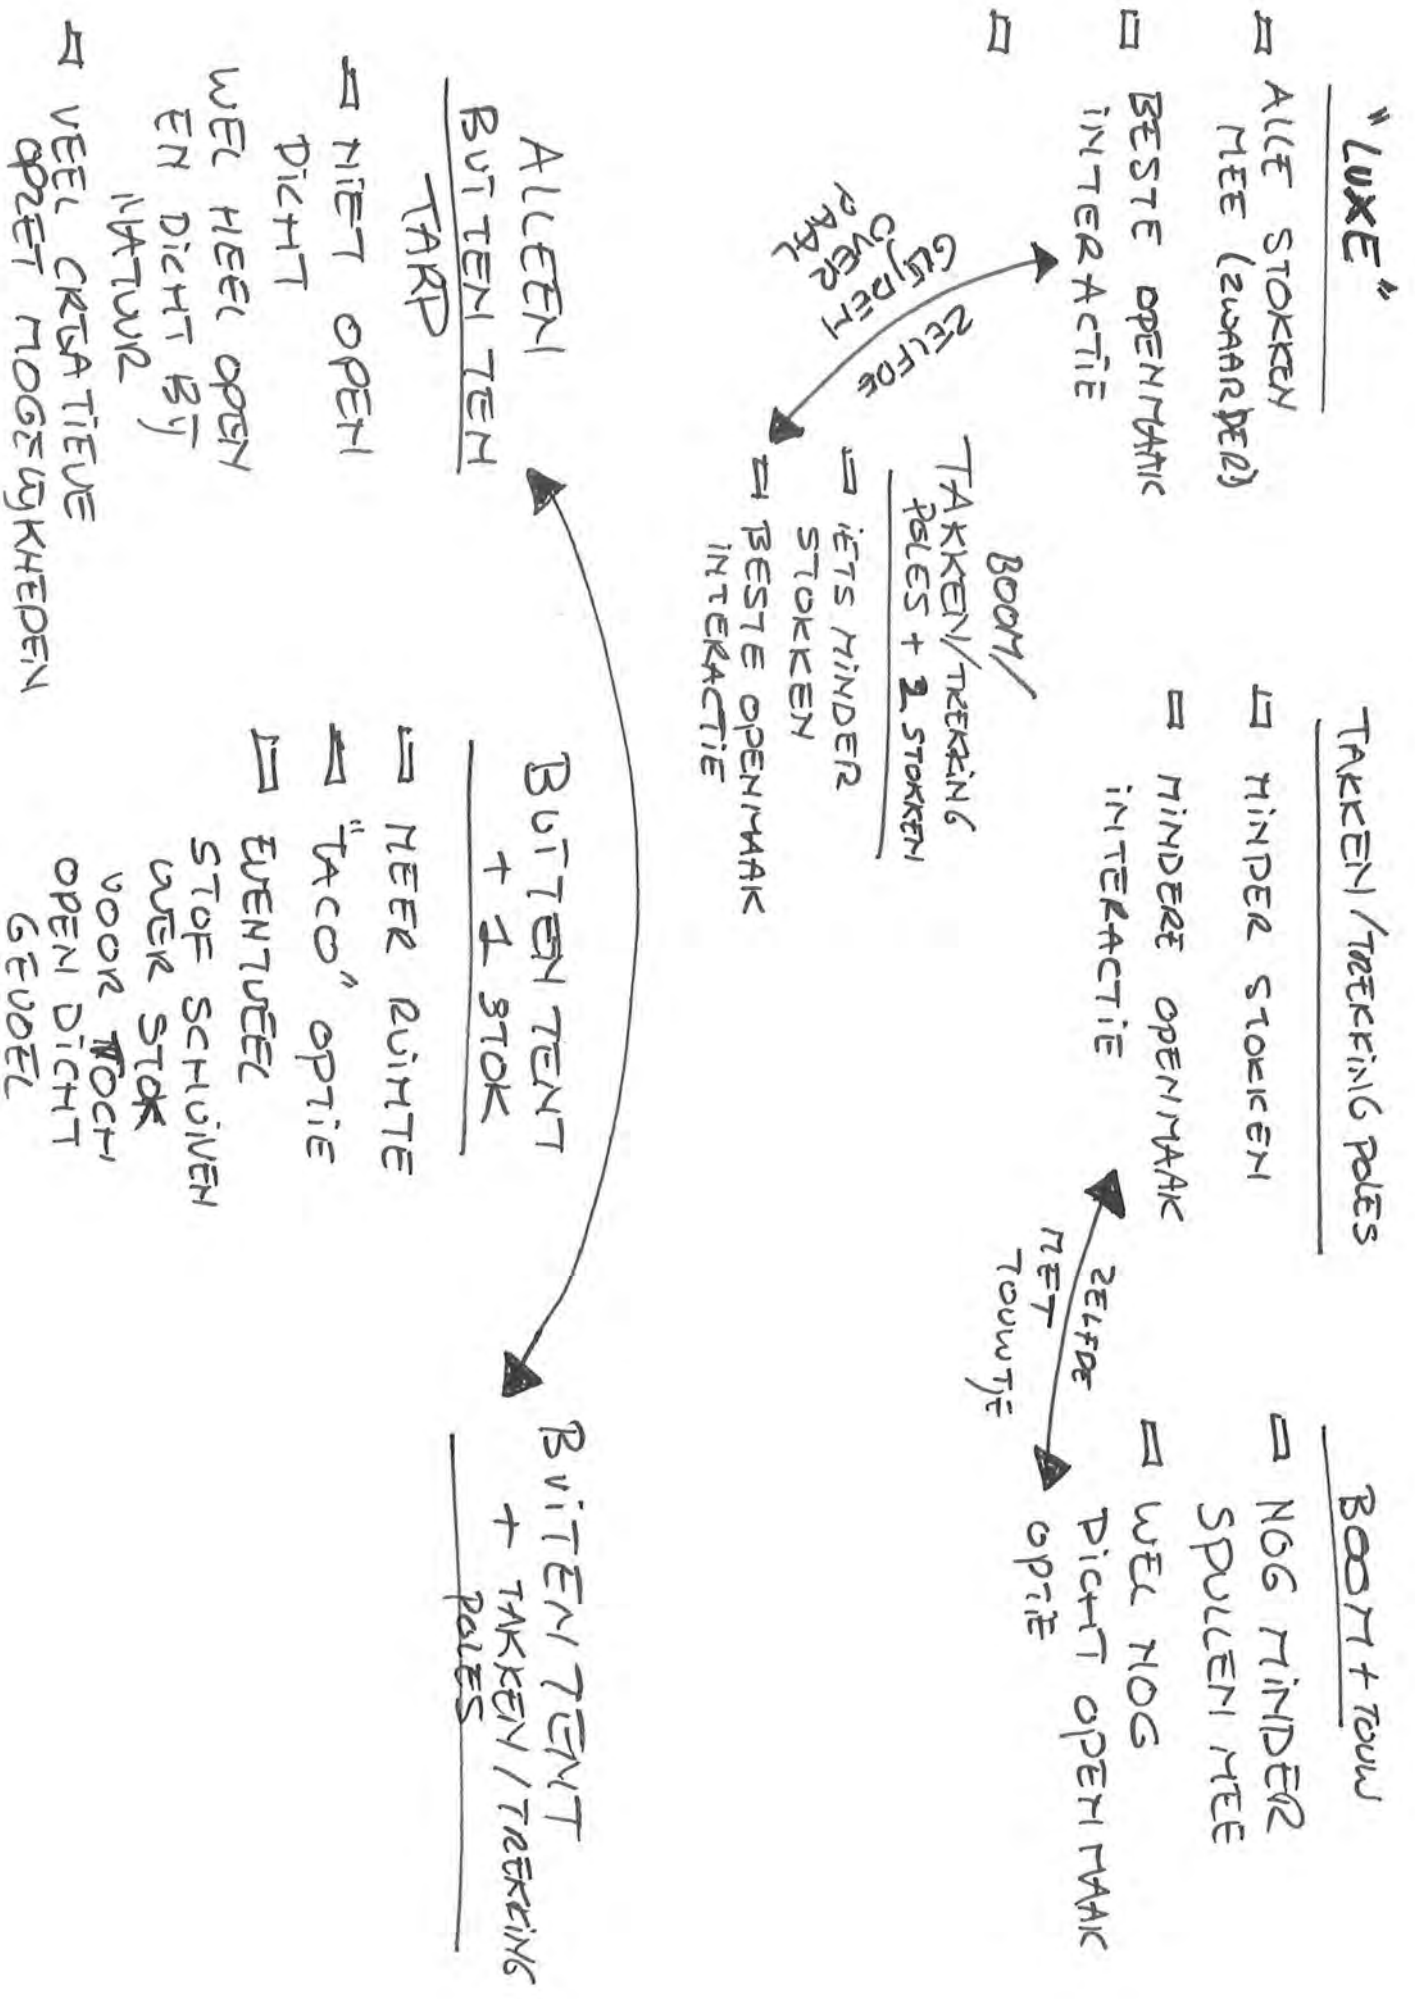 "LUXE"
ALLE STOKKEN
MEE (ZWAARDER)
BESTE OPENMAAK
INTERACTIE
GLIJDEN
OVER
PAAL
ZELFDE
BOOM/
TAKKEN/TREKKING
POLES + 2 STOKKEN
IETS MINDER
STOKKEN
BESTE OPENMAAK
INTERACTIE
TAKKEN/TREKKING POLES
MINDER STOKKEN
MINDERE OPENMAAK
INTERACTIE
ZELFDE
MET
TOUWTJE
BOOM + TOUW
NOG MINDER
SPULLEN MEE
WEL NOG
DICHT OPENMAAK
OPTIE
ALLEEN
BUITENTEN
TARP
NIET OPEN
DICHT
WEL HEEL OPEN
EN DICHT BIJ
NATUUR
VEEL CREATIEVE
OPZET MOGELIJKHEDEN
BUITENTENT
+ 1 STOK
MEER RUIMTE
"TACO" OPTIE
EVENTUEEL
STOF SCHUIVEN
OVER STOK
VOOR TOCH
OPEN DICHT
GEVOEL
BUITENTENT
+ TAKKEN/TREKKING
POLES